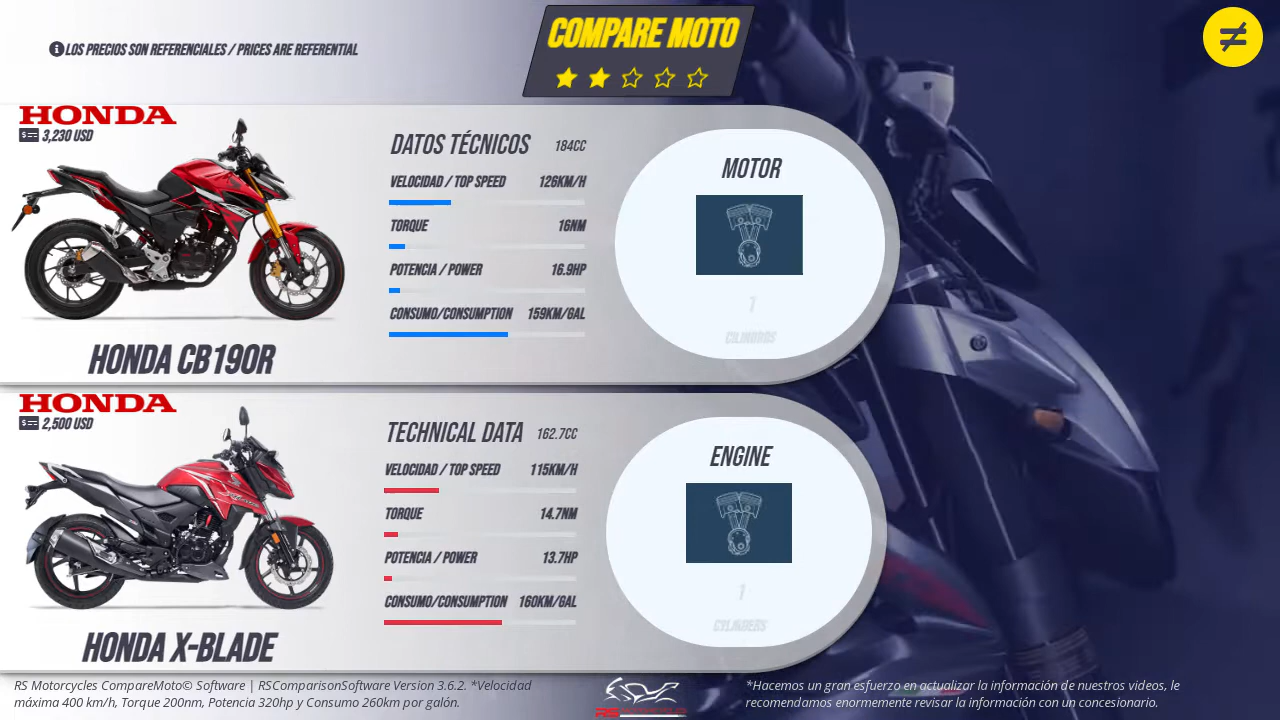 LOS PRECIOS SON REFERENCIALES / PRICES ARE REFERENTIAL
COMPARE MOTO
HONDA
3,230 USD
HONDA CB190R
DATOS TÉCNICOS 184CC
VELOCIDAD / TOP SPEED 126KM/H
TORQUE 16NM
POTENCIA / POWER 16.9HP
CONSUMO/CONSUMPTION 159KM/GAL
MOTOR
1
CILINDROS
HONDA
2,500 USD
HONDA X-BLADE
TECHNICAL DATA 162.7CC
VELOCIDAD / TOP SPEED 115KM/H
TORQUE 14.7NM
POTENCIA / POWER 13.7HP
CONSUMO/CONSUMPTION 160KM/GAL
ENGINE
1
CYLINDERS
RS Motorcycles CompareMoto© Software | RSComparisonSoftware Version 3.6.2. *Velocidad
máxima 400 km/h, Torque 200nm, Potencia 320hp y Consumo 260km por galón.
RS MOTORCYCLES
*Hacemos un gran esfuerzo en actualizar la información de nuestros videos, le
recomendamos enormemente revisar la información con un concesionario.